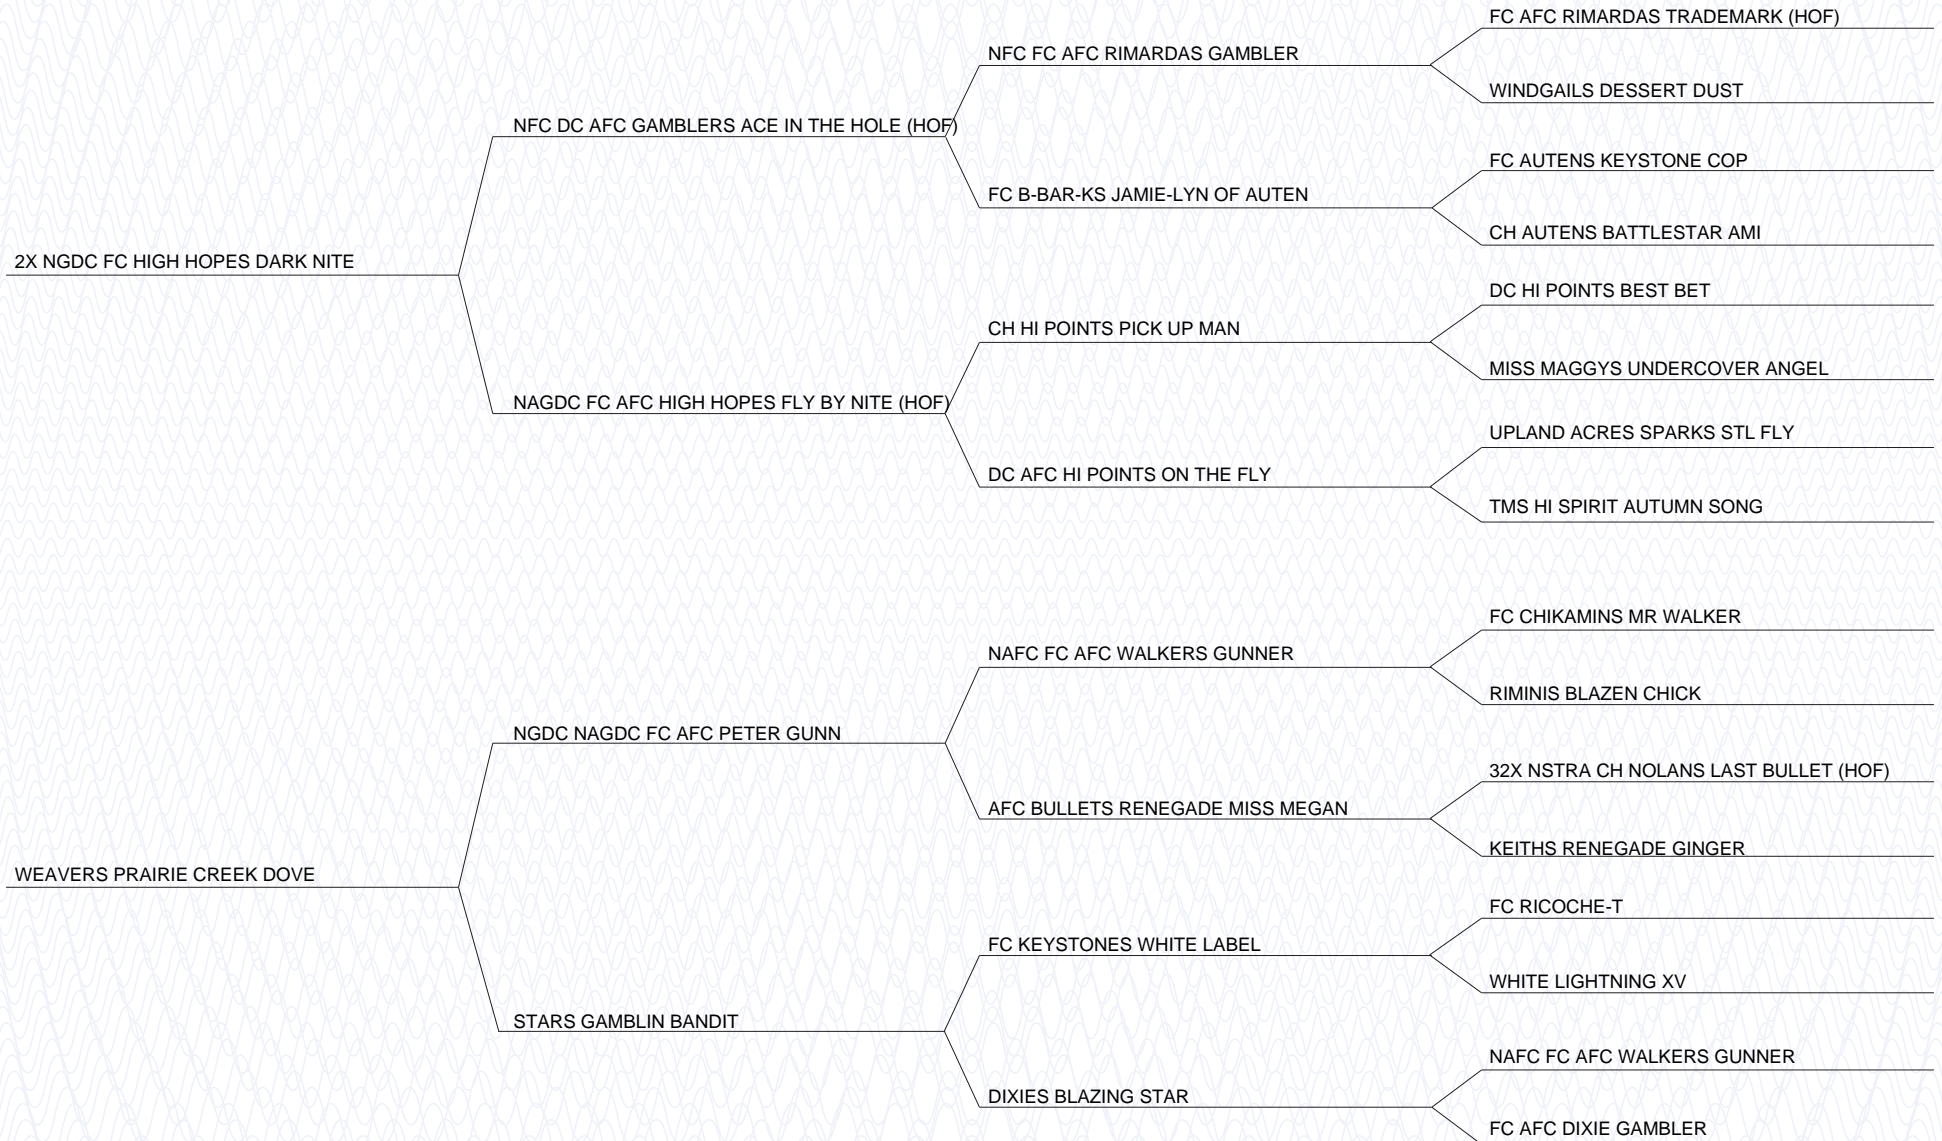 FC AFC RIMARDAS TRADEMARK (HOF)
NFC FC AFC RIMARDAS GAMBLER
WINDGAILS DESSERT DUST
NFC DC AFC GAMBLERS ACE IN THE HOLE (HOF)
FC AUTENS KEYSTONE COP
FC B-BAR-KS JAMIE-LYN OF AUTEN
CH AUTENS BATTLESTAR AMI
2X NGDC FC HIGH HOPES DARK NITE
DC HI POINTS BEST BET
CH HI POINTS PICK UP MAN
MISS MAGGYS UNDERCOVER ANGEL
NAGDC FC AFC HIGH HOPES FLY BY NITE (HOF)
UPLAND ACRES SPARKS STL FLY
DC AFC HI POINTS ON THE FLY
TMS HI SPIRIT AUTUMN SONG
FC CHIKAMINS MR WALKER
NAFC FC AFC WALKERS GUNNER
RIMINIS BLAZEN CHICK
NGDC NAGDC FC AFC PETER GUNN
32X NSTRA CH NOLANS LAST BULLET (HOF)
AFC BULLETS RENEGADE MISS MEGAN
KEITHS RENEGADE GINGER
WEAVERS PRAIRIE CREEK DOVE
FC RICOCHE-T
FC KEYSTONES WHITE LABEL
WHITE LIGHTNING XV
STARS GAMBLIN BANDIT
NAFC FC AFC WALKERS GUNNER
DIXIES BLAZING STAR
FC AFC DIXIE GAMBLER